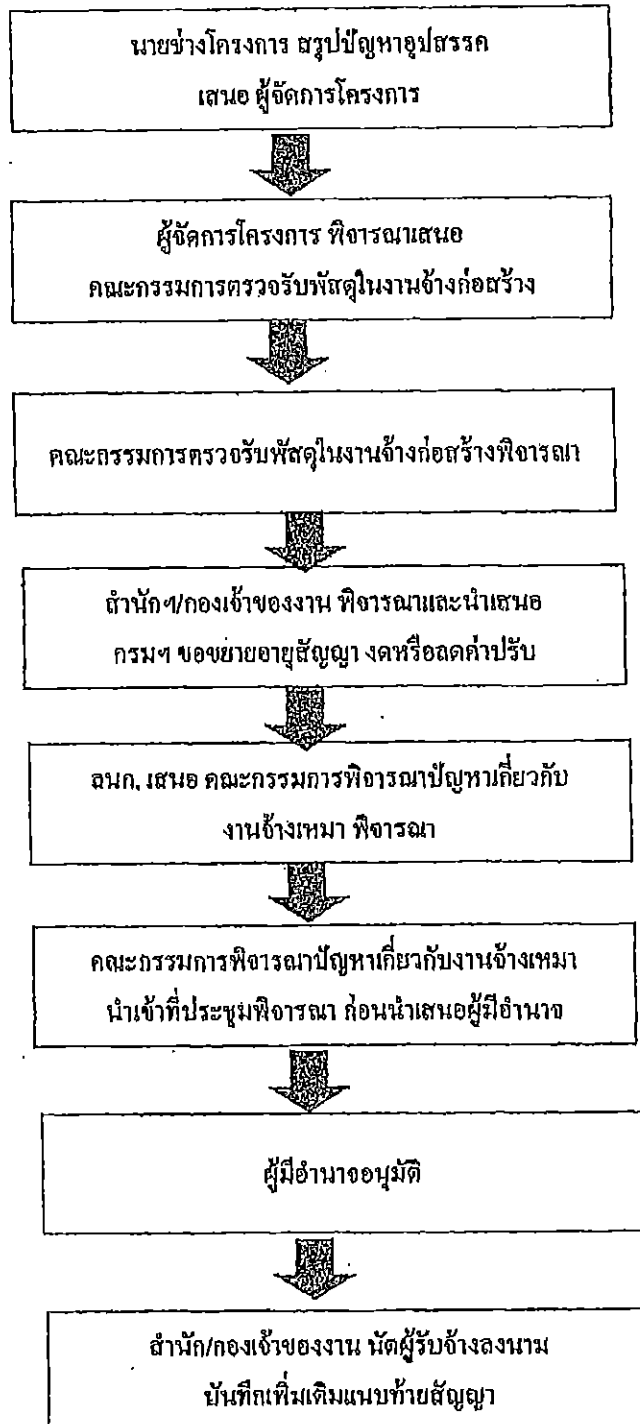 นายช่างโครงการ สรุปปัญหาอุปสรรค
เสนอ ผู้จัดการโครงการ
ผู้จัดการโครงการ พิจารณาเสนอ
คณะกรรมการตรวจรับพัสดุในงานจ้างก่อสร้าง
คณะกรรมการตรวจรับพัสดุในงานจ้างก่อสร้างพิจารณา
สำนักฯ/กองเจ้าของงาน พิจารณาและนำเสนอ
กรมฯ ขอขยายอายุสัญญา งดหรือลดค่าปรับ
สนก. เสนอ คณะกรรมการพิจารณาปัญหาเกี่ยวกับ
งานจ้างเหมา พิจารณา
คณะกรรมการพิจารณาปัญหาเกี่ยวกับงานจ้างเหมา
นำเข้าที่ประชุมพิจารณา ก่อนนำเสนอผู้มีอำนาจ
ผู้มีอำนาจอนุมัติ
สำนัก/กองเจ้าของงาน นัดผู้รับจ้างลงนาม
บันทึกเพิ่มเติมแนบท้ายสัญญา